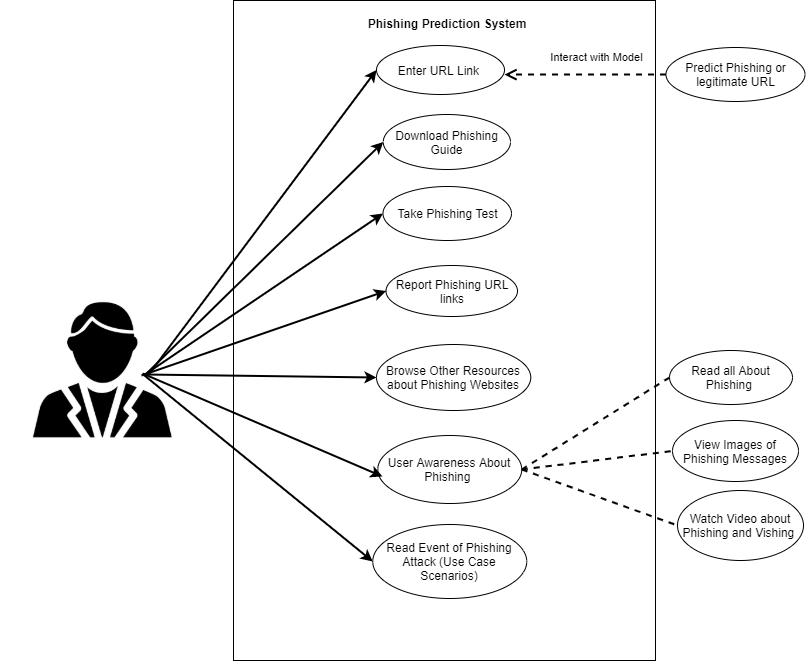 Phishing Prediction System
Enter URL Link
Interact with Model
Predict Phishing or
legitimate URL
Download Phishing
Guide
Take Phishing Test
Report Phishing URL
links
Browse Other Resources
about Phishing Websites
Read all About
Phishing
User Awareness About
Phishing
View Images of
Phishing Messages
Watch Video about
Phishing and Vishing
Read Event of Phishing
Attack (Use Case
Scenarios)